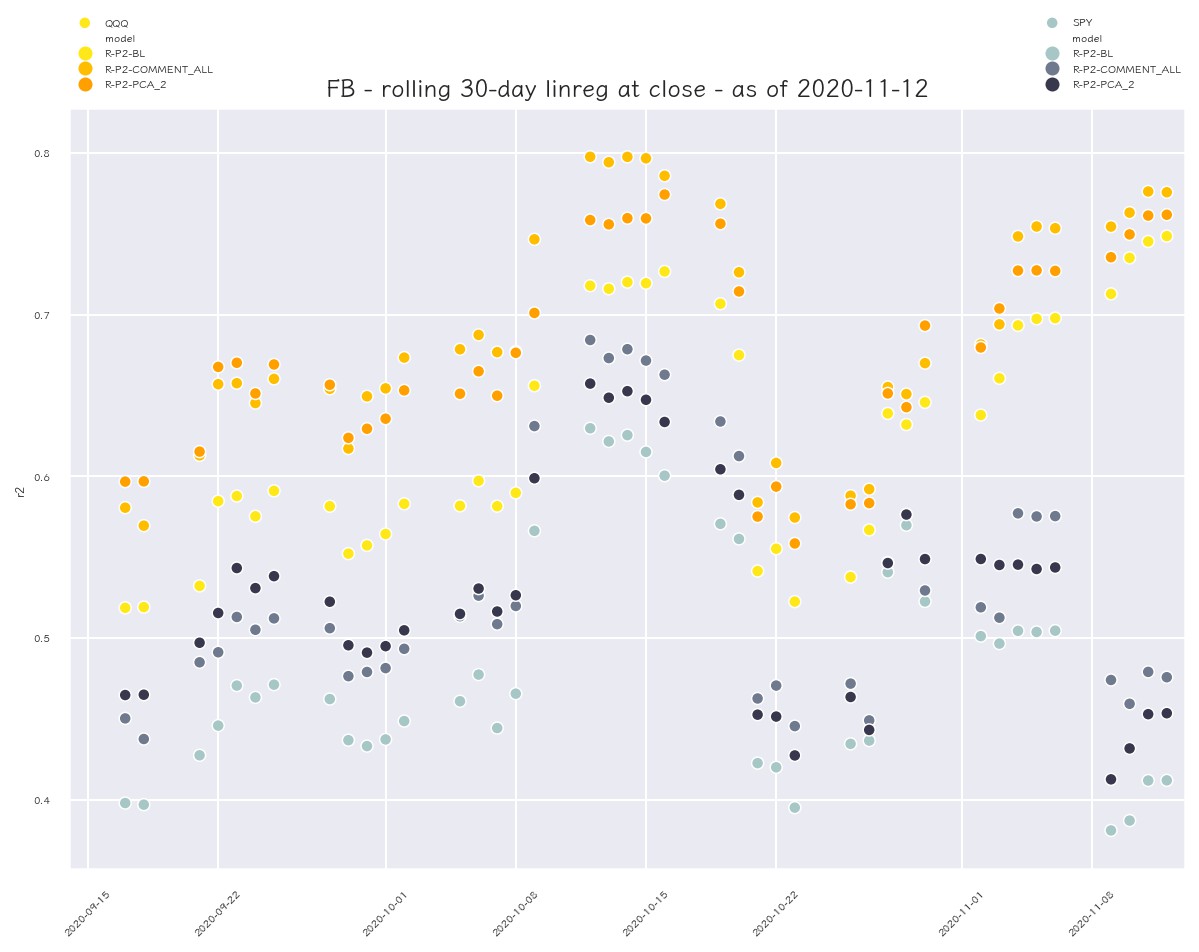 QQQ
model
R-P2-BL
R-P2-COMMENT_ALL
R-P2-PCA_2
SPY
model
R-P2-BL
R-P2-COMMENT_ALL
R-P2-PCA_2
FB - rolling 30-day linreg at close - as of 2020-11-12
0.8
0.7
0.6
0.5
0.4
r2
2020-09-15
2020-09-22
2020-10-01
2020-10-08
2020-10-15
2020-10-22
2020-11-01
2020-11-08